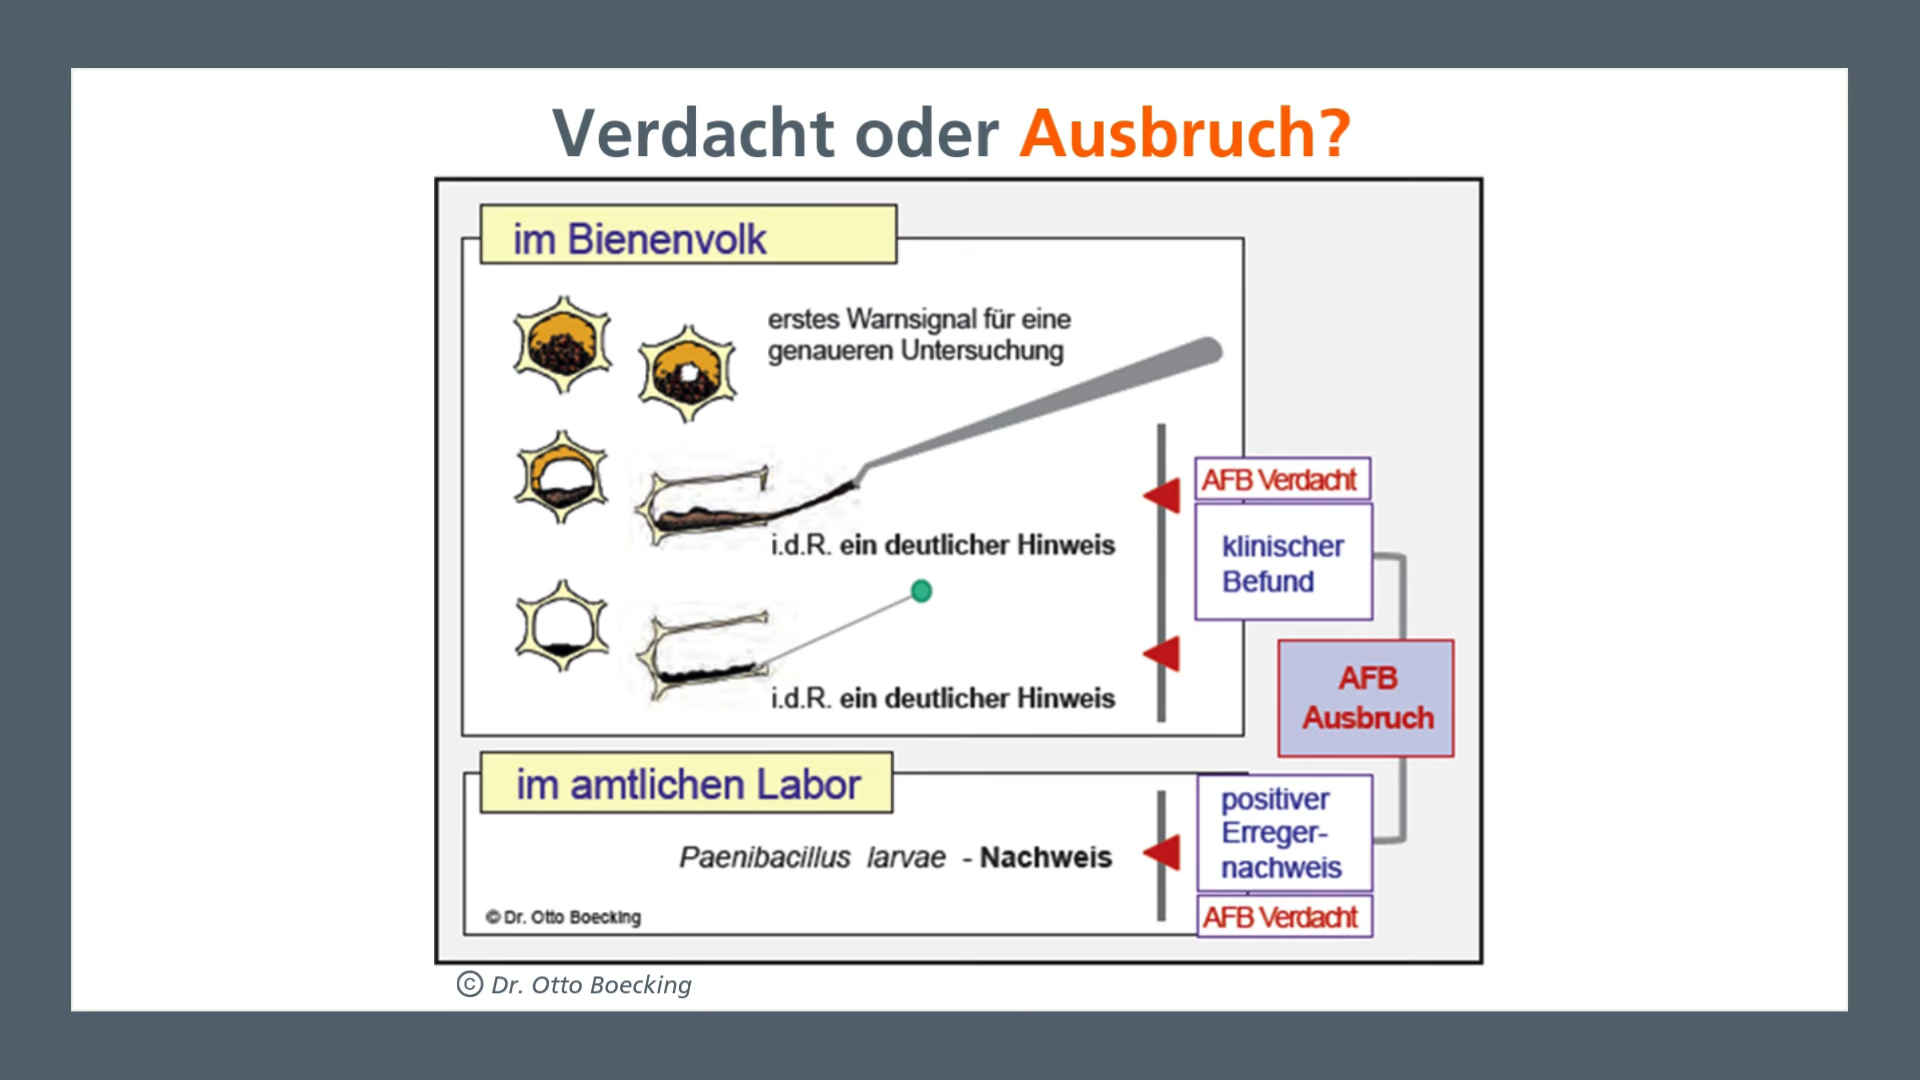 Verdacht oder Ausbruch?
im Bienenvolk
erstes Warnsignal für eine
genaueren Untersuchung
i.d.R. ein deutlicher Hinweis
i.d.R. ein deutlicher Hinweis
AFB Verdacht
klinischer
Befund
AFB
Ausbruch
im amtlichen Labor
Paenibacillus larvae - Nachweis
positiver
Erreger-
nachweis
AFB Verdacht
© Dr. Otto Boecking
© Dr. Otto Boecking